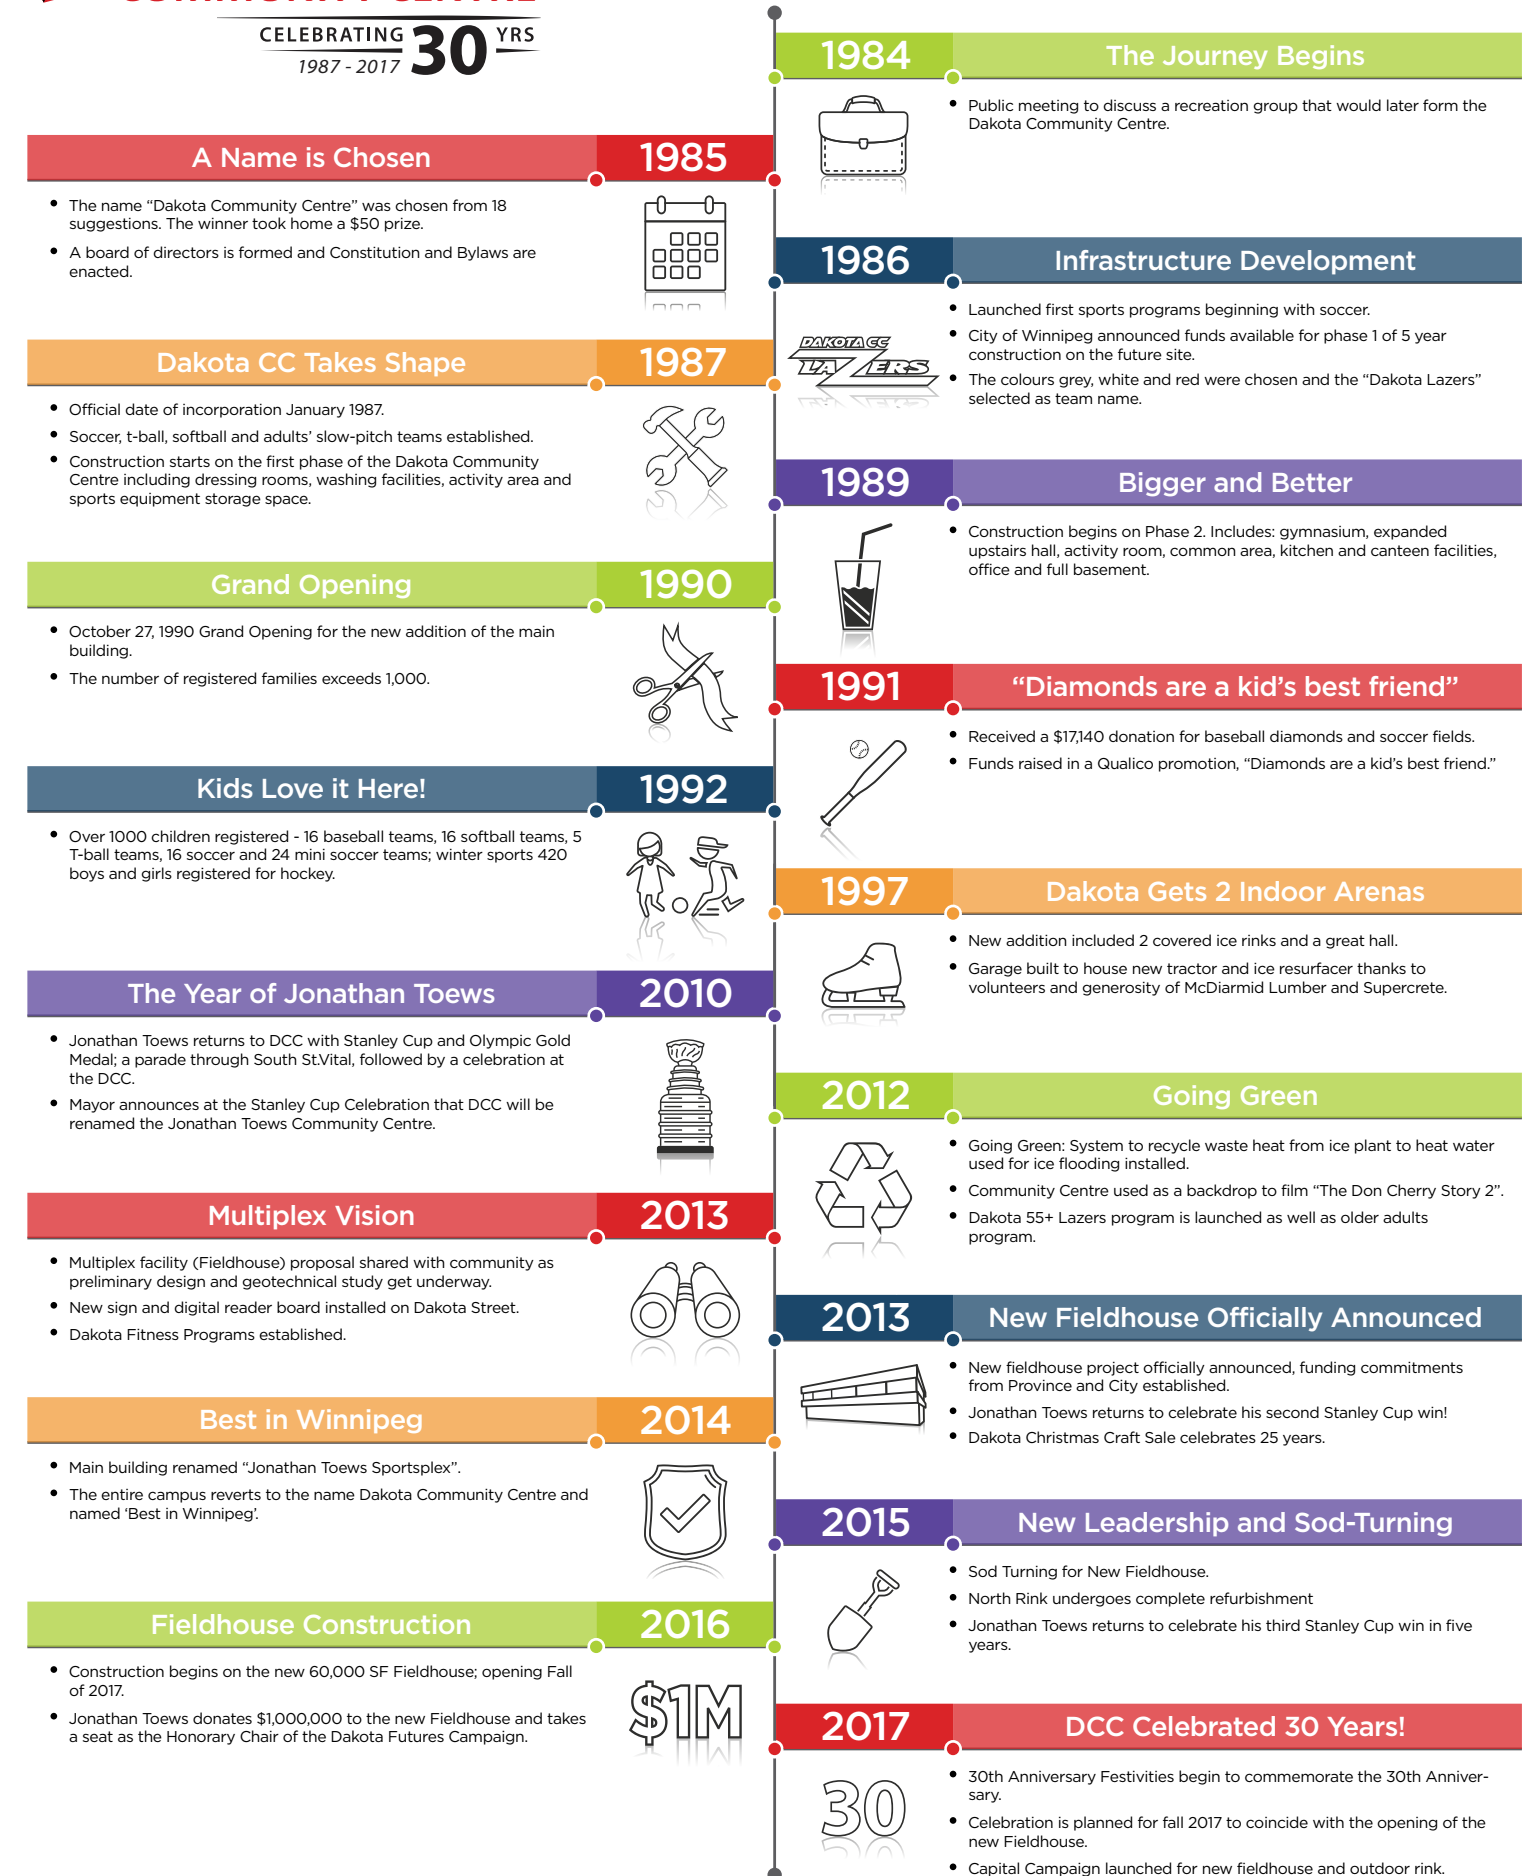 CELEBRATING 30 YRS
1987 - 2017
1984
The Journey Begins
• Public meeting to discuss a recreation group that would later form the
Dakota Community Centre.
A Name is Chosen
1985
• The name “Dakota Community Centre” was chosen from 18
suggestions. The winner took home a $50 prize.
• A board of directors is formed and Constitution and Bylaws are
enacted.
1986
Infrastructure Development
• Launched first sports programs beginning with soccer.
• City of Winnipeg announced funds available for phase 1 of 5 year
construction on the future site.
• The colours grey, white and red were chosen and the “Dakota Lazers”
selected as team name.
DAKOTA CC
LAZERS
Dakota CC Takes Shape
1987
• Official date of incorporation January 1987.
• Soccer, t-ball, softball and adults’ slow-pitch teams established.
• Construction starts on the first phase of the Dakota Community
Centre including dressing rooms, washing facilities, activity area and
sports equipment storage space.
1989
Bigger and Better
• Construction begins on Phase 2. Includes: gymnasium, expanded
upstairs hall, activity room, common area, kitchen and canteen facilities,
office and full basement.
Grand Opening
1990
• October 27, 1990 Grand Opening for the new addition of the main
building.
• The number of registered families exceeds 1,000.
1991
“Diamonds are a kid’s best friend”
• Received a $17,140 donation for baseball diamonds and soccer fields.
• Funds raised in a Qualico promotion, “Diamonds are a kid’s best friend.”
Kids Love it Here!
1992
• Over 1000 children registered - 16 baseball teams, 16 softball teams, 5
T-ball teams, 16 soccer and 24 mini soccer teams; winter sports 420
boys and girls registered for hockey.
1997
Dakota Gets 2 Indoor Arenas
• New addition included 2 covered ice rinks and a great hall.
• Garage built to house new tractor and ice resurfacer thanks to
volunteers and generosity of McDiarmid Lumber and Supercrete.
The Year of Jonathan Toews
2010
• Jonathan Toews returns to DCC with Stanley Cup and Olympic Gold
Medal; a parade through South St.Vital, followed by a celebration at
the DCC.
• Mayor announces at the Stanley Cup Celebration that DCC will be
renamed the Jonathan Toews Community Centre.
2012
Going Green
• Going Green: System to recycle waste heat from ice plant to heat water
used for ice flooding installed.
• Community Centre used as a backdrop to film “The Don Cherry Story 2”.
• Dakota 55+ Lazers program is launched as well as older adults
program.
Multiplex Vision
2013
• Multiplex facility (Fieldhouse) proposal shared with community as
preliminary design and geotechnical study get underway.
• New sign and digital reader board installed on Dakota Street.
• Dakota Fitness Programs established.
2013
New Fieldhouse Officially Announced
• New fieldhouse project officially announced, funding commitments
from Province and City established.
• Jonathan Toews returns to celebrate his second Stanley Cup win!
• Dakota Christmas Craft Sale celebrates 25 years.
Best in Winnipeg
2014
• Main building renamed “Jonathan Toews Sportsplex”.
• The entire campus reverts to the name Dakota Community Centre and
named ‘Best in Winnipeg’.
2015
New Leadership and Sod-Turning
• Sod Turning for New Fieldhouse.
• North Rink undergoes complete refurbishment
• Jonathan Toews returns to celebrate his third Stanley Cup win in five
years.
Fieldhouse Construction
2016
• Construction begins on the new 60,000 SF Fieldhouse; opening Fall
of 2017.
• Jonathan Toews donates $1,000,000 to the new Fieldhouse and takes
a seat as the Honorary Chair of the Dakota Futures Campaign.
$1M
2017
DCC Celebrated 30 Years!
30
• 30th Anniversary Festivities begin to commemorate the 30th Anniver-
sary.
• Celebration is planned for fall 2017 to coincide with the opening of the
new Fieldhouse.
• Capital Campaign launched for new fieldhouse and outdoor rink.